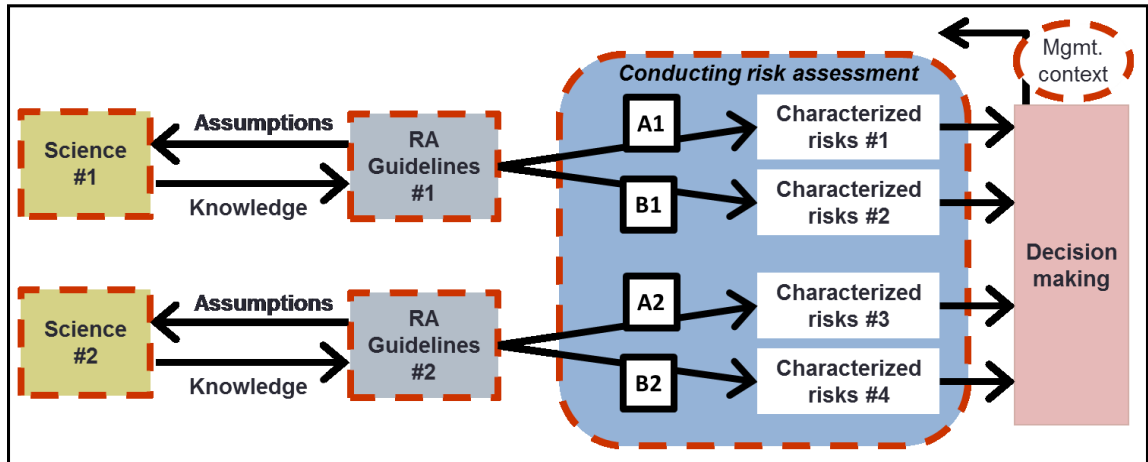 Mgmt.
context
Conducting risk assessment
Science
#1
Assumptions
Knowledge
RA
Guidelines
#1
A1
Characterized
risks #1
B1
Characterized
risks #2
Decision
making
Science
#2
Assumptions
Knowledge
RA
Guidelines
#2
A2
Characterized
risks #3
B2
Characterized
risks #4